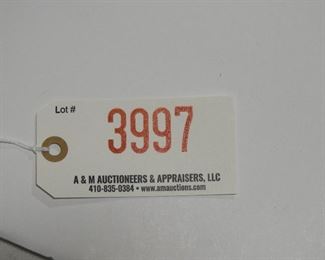 Lot #
3997
A & M AUCTIONEERS & APPRAISERS, LLC
410-835-0384 • www.amauctions.com